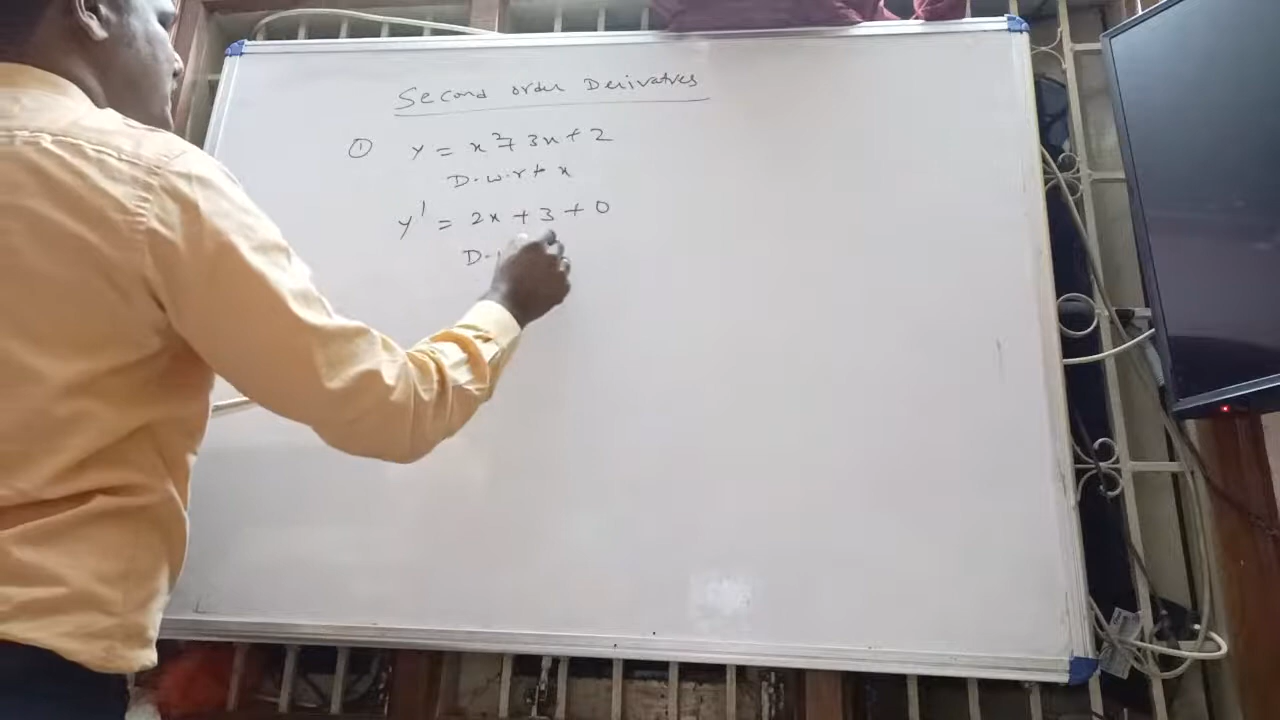 Second order Derivatives
① y = x² + 3x + 2
D.w.r.t x
y' = 2x + 3 + 0
D.